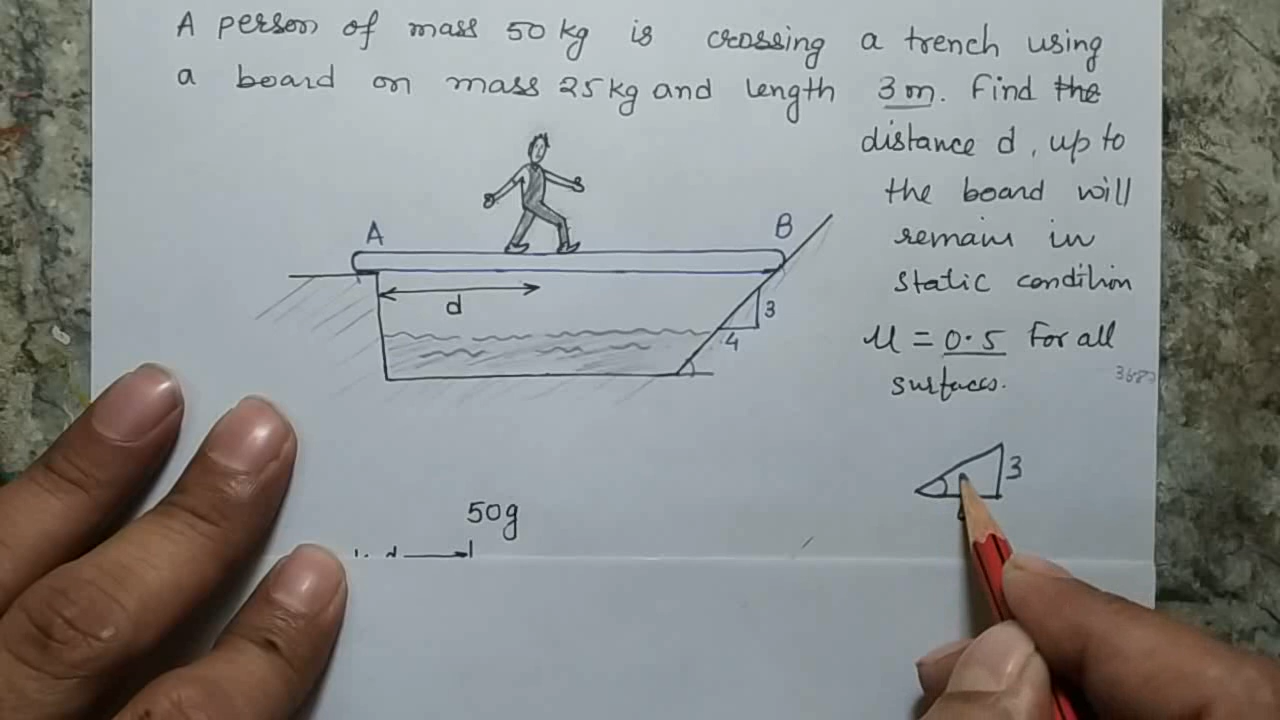 A person of mass 50 kg is crossing a trench using
a board on mass 25 kg and length 3 m. Find the
distance d, up to
the board will
remain in
static condition
μ = 0.5 for all
surfaces.
A
B
d
3
4
3
50g
d